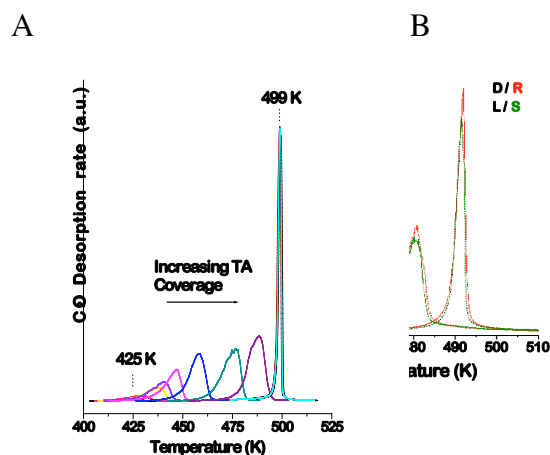 A
B
CO Desorption rate (a.u.)
499 K
Increasing TA
Coverage
425 K
400 425 450 475 500 525
Temperature (K)
D / R
L / S
80 490 500 510
ature (K)